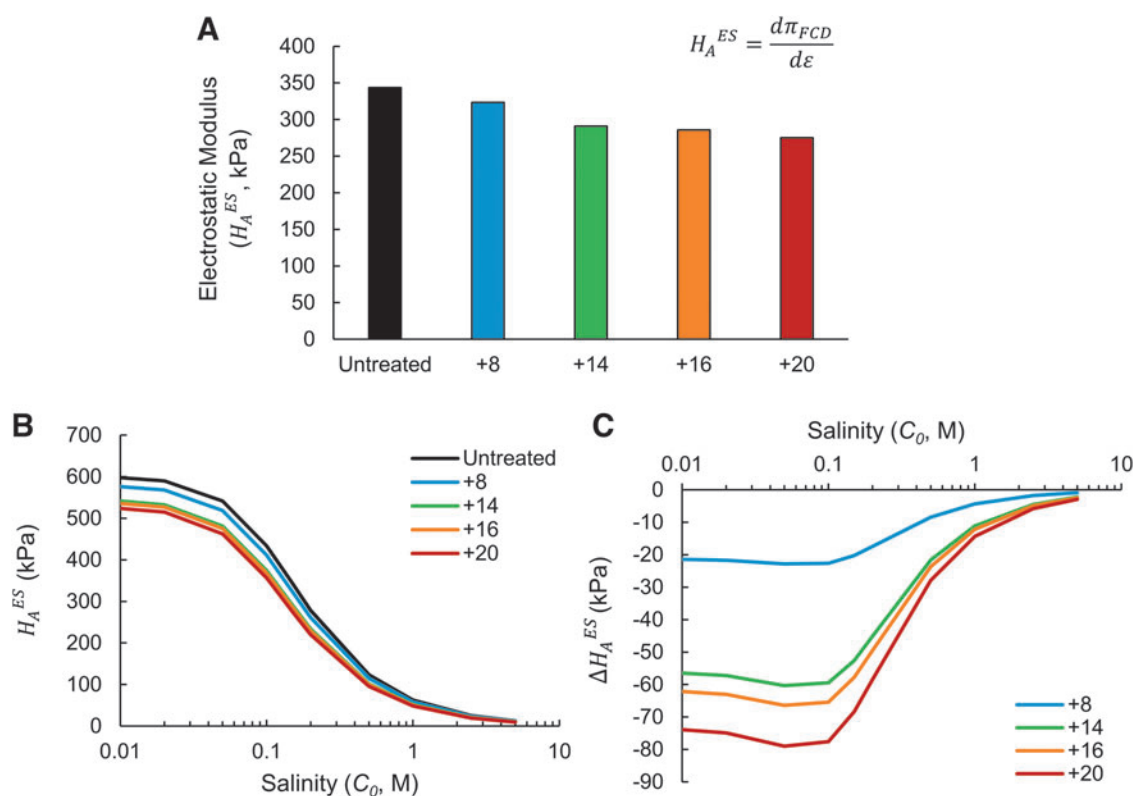 A
H_A^ES = dπ_FCD / dε
Electrostatic Modulus
(H_A^ES, kPa)
400
350
300
250
200
150
100
50
0
Untreated +8 +14 +16 +20
B
H_A^ES (kPa)
700
600
500
400
300
200
100
0
Untreated
+8
+14
+16
+20
0.01 0.1 1 10
Salinity (C_0, M)
C
Salinity (C_0, M)
0.01 0.1 1 10
ΔH_A^ES (kPa)
0
-10
-20
-30
-40
-50
-60
-70
-80
-90
+8
+14
+16
+20